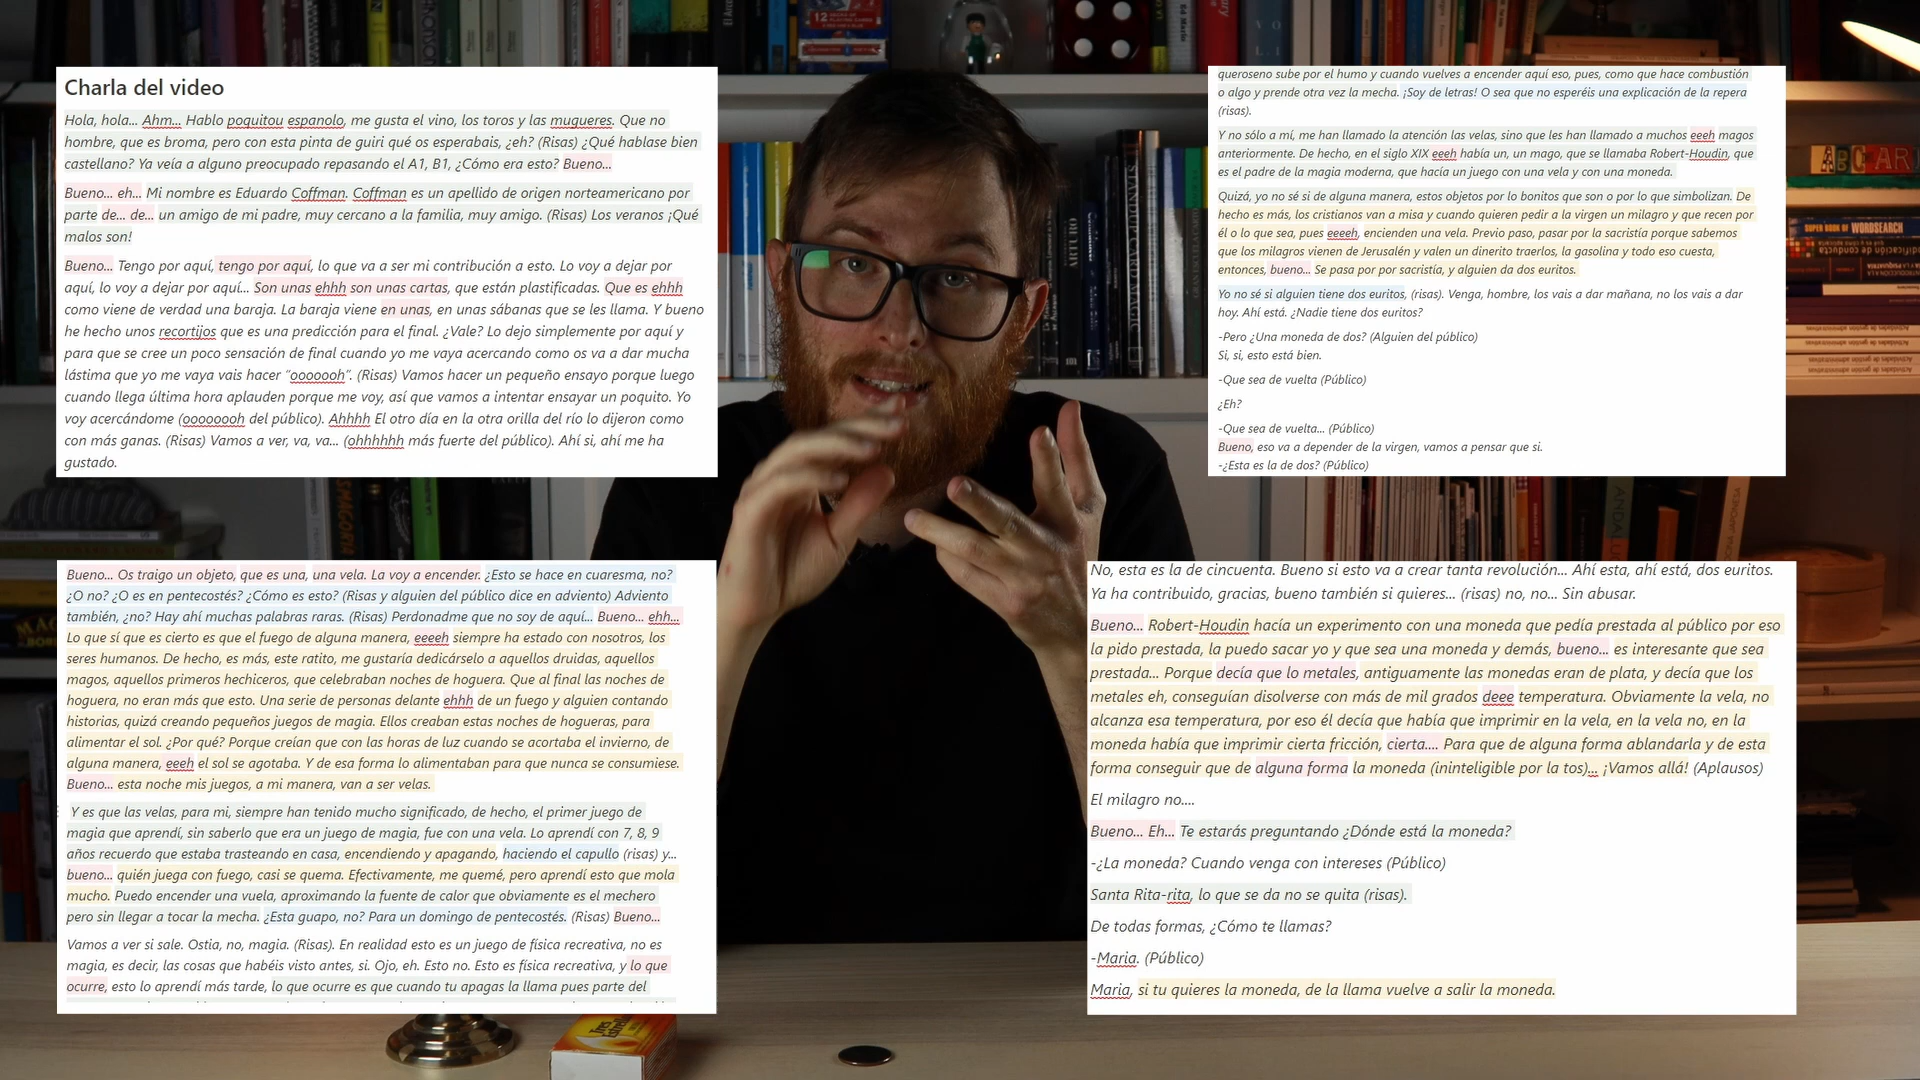 Charla del video
Hola, hola... Ahm... Hablo poquitou espanolo, me gusta el vino, los toros y las mugueres. Que no
hombre, que es broma, pero con esta pinta de guiri qué os esperabais, ¿eh? (Risas) ¿Qué hablase bien
castellano? Ya veía a alguno preocupado repasando el A1, B1, ¿Cómo era esto? Bueno...
Bueno... eh... Mi nombre es Eduardo Coffman. Coffman es un apellido de origen norteamericano por
parte de... de... un amigo de mi padre, muy cercano a la familia, muy amigo. (Risas) Los veranos ¡Qué
malos son!
Bueno... Tengo por aquí, tengo por aquí, lo que va a ser mi contribución a esto. Lo voy a dejar por
aquí, lo voy a dejar por aquí... Son unas ehhh son unas cartas, que están plastificadas. Que es ehhh
como viene de verdad una baraja. La baraja viene en unas, en unas sábanas que se les llama. Y bueno
he hecho unos recortijos que es una predicción para el final. ¿Vale? Lo dejo simplemente por aquí y
para que se cree un poco sensación de final cuando yo me vaya acercando como os va a dar mucha
lástima que yo me vaya vais hacer "ooooooh". (Risas) Vamos hacer un pequeño ensayo porque luego
cuando llega última hora aplauden porque me voy, así que vamos a intentar ensayar un poquito. Yo
voy acercándome (oooooooh del público). Ahhhh El otro día en la otra orilla del río lo dijeron como
con más ganas. (Risas) Vamos a ver, va, va... (ohhhhhh más fuerte del público). Ahí si, ahí me ha
gustado.
Bueno... Os traigo un objeto, que es una, una vela. La voy a encender. ¿Esto se hace en cuaresma, no?
¿O no? ¿O es en pentecostés? ¿Cómo es esto? (Risas y alguien del público dice en adviento) Adviento
también, ¿no? Hay ahí muchas palabras raras. (Risas) Perdonadme que no soy de aquí... Bueno... ehh...
Lo que sí que es cierto es que el fuego de alguna manera, eeeeh siempre ha estado con nosotros, los
seres humanos. De hecho, es más, este ratito, me gustaría dedicárselo a aquellos druidas, aquellos
magos, aquellos primeros hechiceros, que celebraban noches de hoguera. Que al final las noches de
hoguera, no eran más que esto. Una serie de personas delante ehhh de un fuego y alguien contando
historias, quizá creando pequeños juegos de magia. Ellos creaban estas noches de hogueras, para
alimentar el sol. ¿Por qué? Porque creían que con las horas de luz cuando se acortaba el invierno, de
alguna manera, eeeh el sol se agotaba. Y de esa forma lo alimentaban para que nunca se consumiese.
Bueno... esta noche mis juegos, a mi manera, van a ser velas.
Y es que las velas, para mi, siempre han tenido mucho significado, de hecho, el primer juego de
magia que aprendí, sin saberlo que era un juego de magia, fue con una vela. Lo aprendí con 7, 8, 9
años recuerdo que estaba trasteando en casa, encendiendo y apagando, haciendo el capullo (risas) y...
bueno... quién juega con fuego, casi se quema. Efectivamente, me quemé, pero aprendí esto que mola
mucho. Puedo encender una vuela, aproximando la fuente de calor que obviamente es el mechero
pero sin llegar a tocar la mecha. ¿Esta guapo, no? Para un domingo de pentecostés. (Risas) Bueno...
Vamos a ver si sale. Ostia, no, magia. (Risas). En realidad esto es un juego de física recreativa, no es
magia, es decir, las cosas que habéis visto antes, si. Ojo, eh. Esto no. Esto es física recreativa, y lo que
ocurre, esto lo aprendí más tarde, lo que ocurre es que cuando tu apagas la llama pues parte del
queroseno sube por el humo y cuando vuelves a encender aquí eso, pues, como que hace combustión
o algo y prende otra vez la mecha. ¡Soy de letras! O sea que no esperéis una explicación de la repera
(risas).
Y no sólo a mí, me han llamado la atención las velas, sino que les han llamado a muchos eeeh magos
anteriormente. De hecho, en el siglo XIX eeeh había un, un mago, que se llamaba Robert-Houdin, que
es el padre de la magia moderna, que hacía un juego con una vela y con una moneda.
Quizá, yo no sé si de alguna manera, estos objetos por lo bonitos que son o por lo que simbolizan. De
hecho es más, los cristianos van a misa y cuando quieren pedir a la virgen un milagro y que recen por
él o lo que sea, pues eeeeh, encienden una vela. Previo paso, pasar por la sacristía porque sabemos
que los milagros vienen de Jerusalén y valen un dinerito traerlos, la gasolina y todo eso cuesta,
entonces, bueno... Se pasa por por sacristía, y alguien da dos euritos.
Yo no sé si alguien tiene dos euritos, (risas). Venga, hombre, los vais a dar mañana, no los vais a dar
hoy. Ahí está. ¿Nadie tiene dos euritos?
-Pero ¿Una moneda de dos? (Alguien del público)
Si, si, esto está bien.
-Que sea de vuelta (Público)
¿Eh?
-Que sea de vuelta... (Público)
Bueno, eso va a depender de la virgen, vamos a pensar que si.
-¿Esta es la de dos? (Público)
No, esta es la de cincuenta. Bueno si esto va a crear tanta revolución... Ahí esta, ahí está, dos euritos.
Ya ha contribuido, gracias, bueno también si quieres... (risas) no, no... Sin abusar.
Bueno... Robert-Houdin hacía un experimento con una moneda que pedía prestada al público por eso
la pido prestada, la puedo sacar yo y que sea una moneda y demás, bueno... es interesante que sea
prestada... Porque decía que lo metales, antiguamente las monedas eran de plata, y decía que los
metales eh, conseguían disolverse con más de mil grados deee temperatura. Obviamente la vela, no
alcanza esa temperatura, por eso él decía que había que imprimir en la vela, en la vela no, en la
moneda había que imprimir cierta fricción, cierta.... Para que de alguna forma ablandarla y de esta
forma conseguir que de alguna forma la moneda (ininteligible por la tos)... ¡Vamos allá! (Aplausos)
El milagro no....
Bueno... Eh... Te estarás preguntando ¿Dónde está la moneda?
-¿La moneda? Cuando venga con intereses (Público)
Santa Rita-rita, lo que se da no se quita (risas).
De todas formas, ¿Cómo te llamas?
-Maria. (Público)
Maria, si tu quieres la moneda, de la llama vuelve a salir la moneda.
SUPER BOOK OF WORDSEARCH
ARTURO